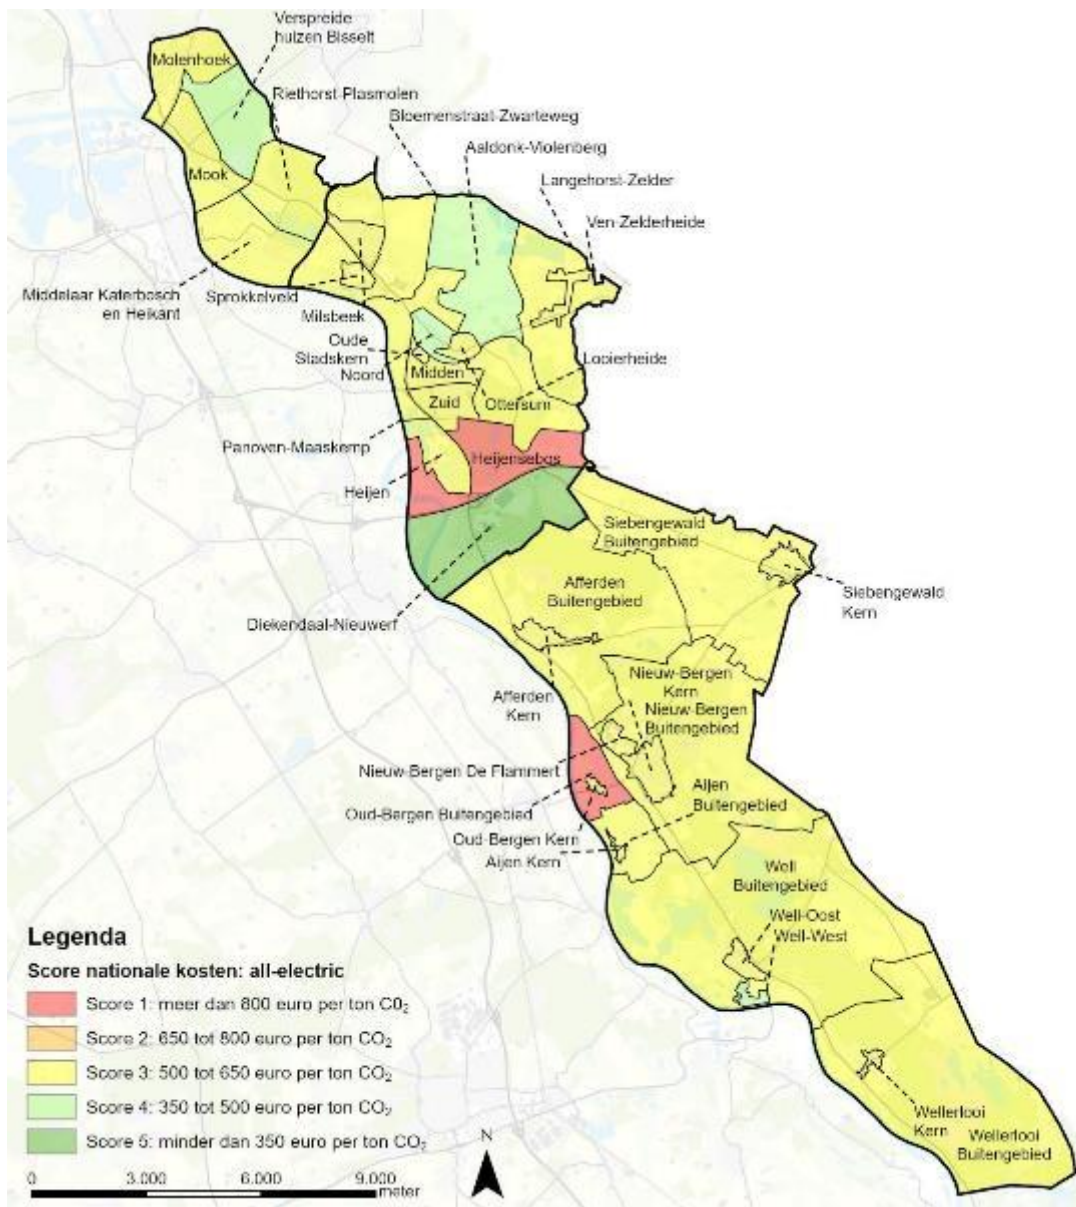 Verspreide
huizen Bisselt
Molenhoek
Riethorst-Plasmolen
Bloemenstraat-Zwarteweg
Aaldonk-Violenberg
Langehorst-Zelder
Mook
Ven-Zelderheide
Middelaar Katerbosch
en Heikant
Sprokkelveld
Milsbeek
Oude
Stadskern
Noord
Midden
Looierheide
Zuid
Ottersum
Panoven-Maaskemp
Heijensebos
Heijen
Siebengewald
Buitengebied
Afferden
Buitengebied
Siebengewald
Kern
Diekendaal-Nieuwerf
Nieuw-Bergen
Kern
Afferden
Kern
Nieuw-Bergen
Buitengebied
Nieuw-Bergen De Flammert
Aijen
Buitengebied
Oud-Bergen Buitengebied
Oud-Bergen Kern
Aijen Kern
Well
Buitengebied
Well-Oost
Well-West
Legenda
Score nationale kosten: all-electric
Score 1: meer dan 800 euro per ton C0₂
Score 2: 650 tot 800 euro per ton CO₂
Score 3: 500 tot 650 euro per ton CO₂
Score 4: 350 tot 500 euro per ton CO₂
Score 5: minder dan 350 euro per ton CO₂
Wellerlooi
Kern
Wellerlooi
Buitengebied
N
0 3.000 6.000 9.000
meter